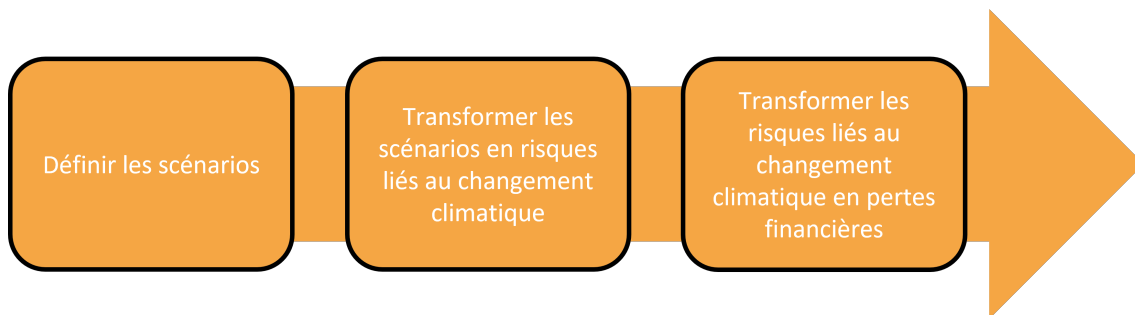 Définir les scénarios
Transformer les
scénarios en risques
liés au changement
climatique
Transformer les
risques liés au
changement
climatique en pertes
financières